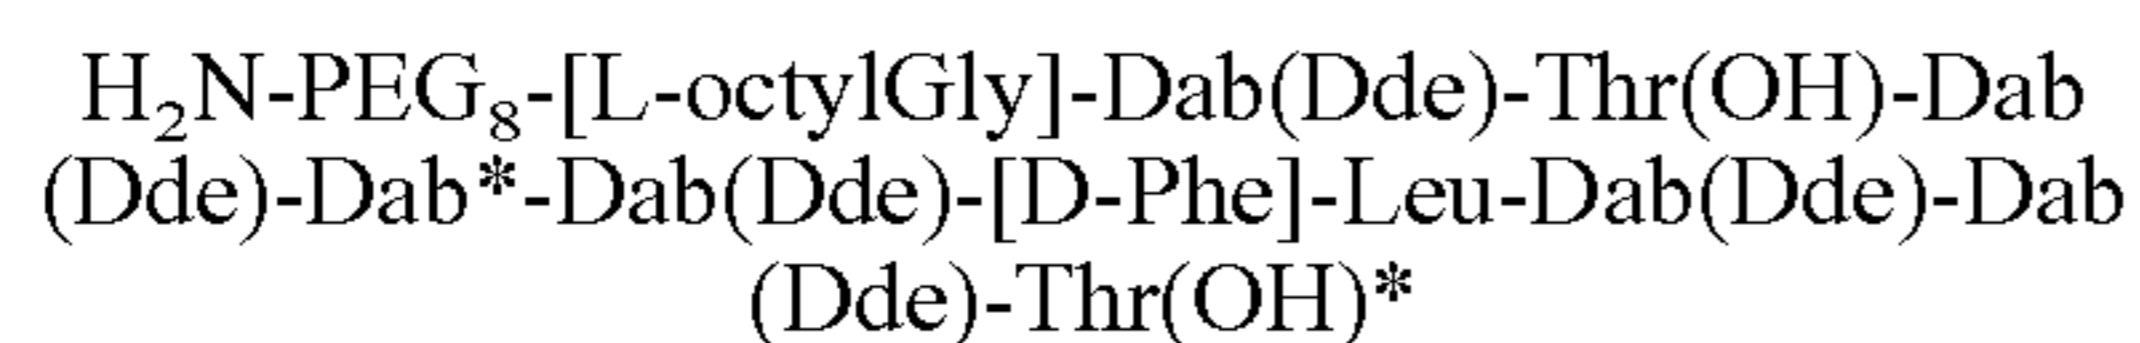 H₂N-PEG₈-[L-octylGly]-Dab(Dde)-Thr(OH)-Dab
(Dde)-Dab*-Dab(Dde)-[D-Phe]-Leu-Dab(Dde)-Dab
(Dde)-Thr(OH)*